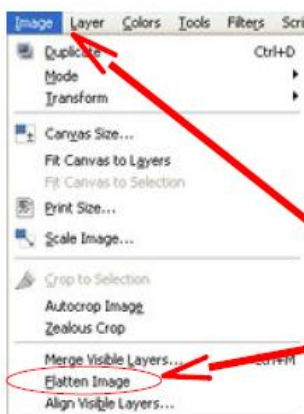 Image Layer Colors Tools Filters Scri
Duplicate Ctrl+D
Mode
Transform
Canvas Size...
Fit Canvas to Layers
Fit Canvas to Selection
Print Size...
Scale Image...
Crop to Selection
Autocrop Image
Zealous Crop
Merge Visible Layers... Ctrl+M
Flatten Image
Align Visible Layers...